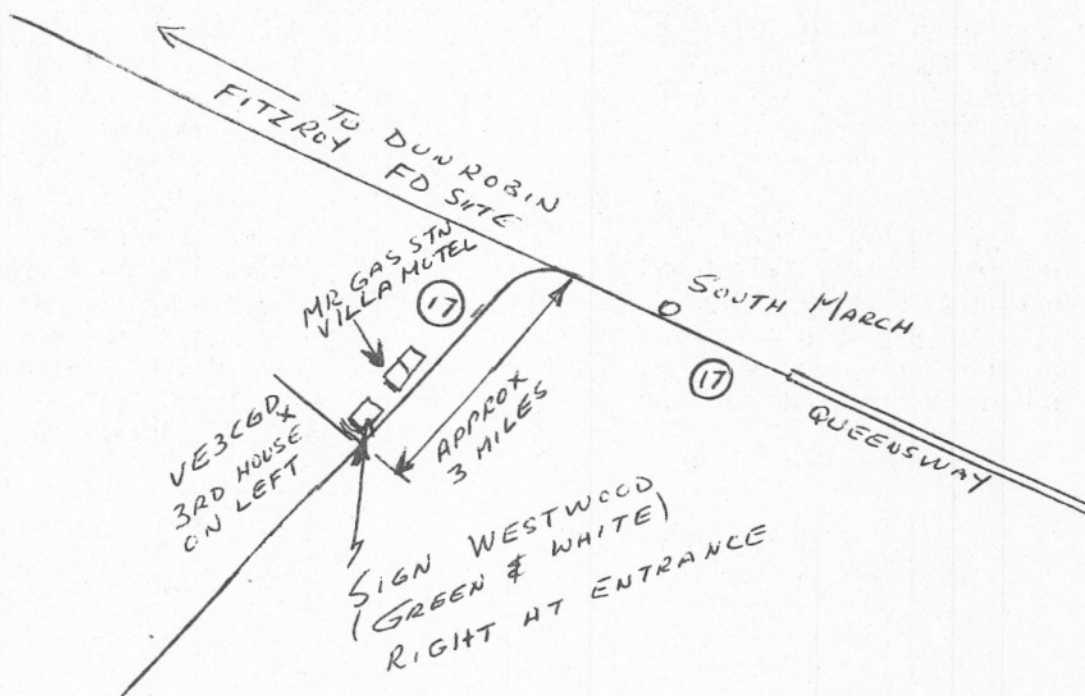 TO DUNROBIN
FITZROY FD SITE
MR GAS STN
VILLA MOTEL
17
SOUTH MARCH
17
QUEENSWAY
APPROX
3 MILES
VE3CGD X
3RD HOUSE
ON LEFT
SIGN WESTWOOD
(GREEN & WHITE)
RIGHT AT ENTRANCE